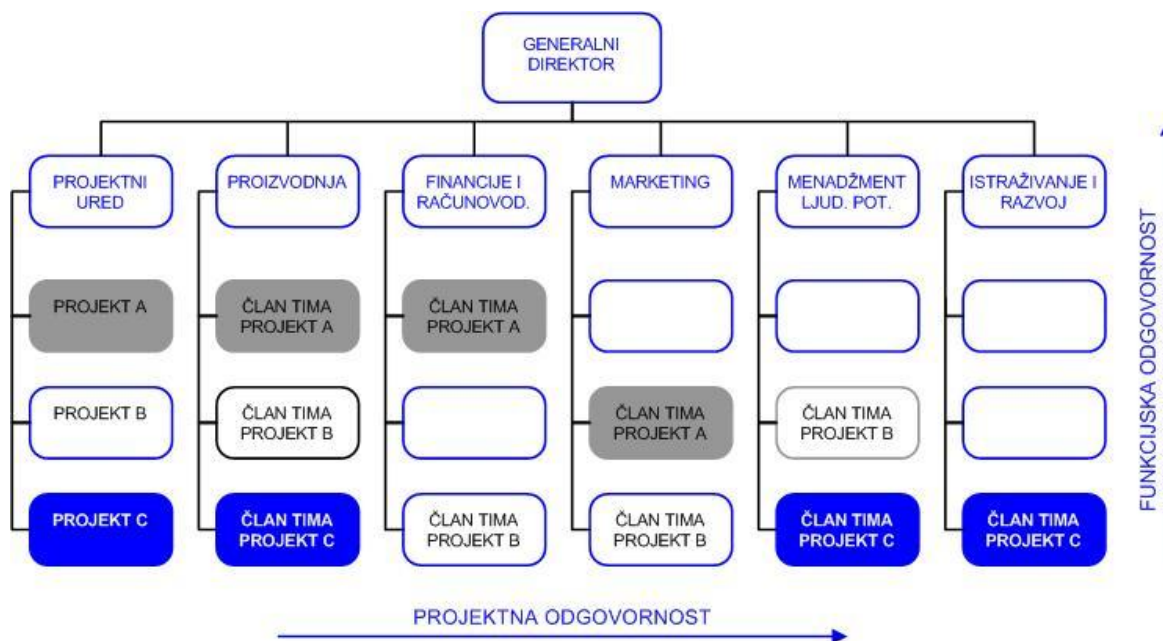 GENERALNI
DIREKTOR
PROJEKTNI
URED
PROIZVODNJA
FINANCIJE I
RAČUNOVOD.
MARKETING
MENADŽMENT
LJUD. POT.
ISTRAŽIVANJE I
RAZVOJ
PROJEKT A
ČLAN TIMA
PROJEKT A
ČLAN TIMA
PROJEKT A
PROJEKT B
ČLAN TIMA
PROJEKT B
ČLAN TIMA
PROJEKT A
ČLAN TIMA
PROJEKT B
PROJEKT C
ČLAN TIMA
PROJEKT C
ČLAN TIMA
PROJEKT B
ČLAN TIMA
PROJEKT B
ČLAN TIMA
PROJEKT C
ČLAN TIMA
PROJEKT C
FUNKCIJSKA ODGOVORNOST
PROJEKTNA ODGOVORNOST